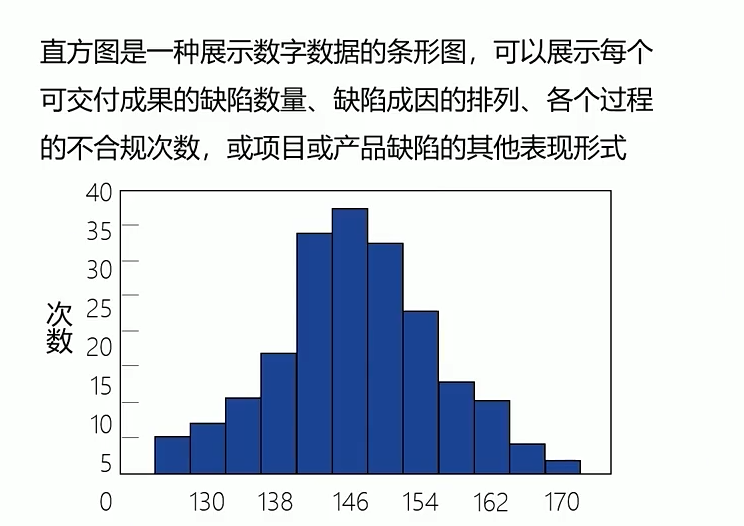 直方图是一种展示数字数据的条形图，可以展示每个
可交付成果的缺陷数量、缺陷成因的排列、各个过程
的不合规次数，或项目或产品缺陷的其他表现形式
40
35
30
25
次数
20
15
10
5
0 130 138 146 154 162 170